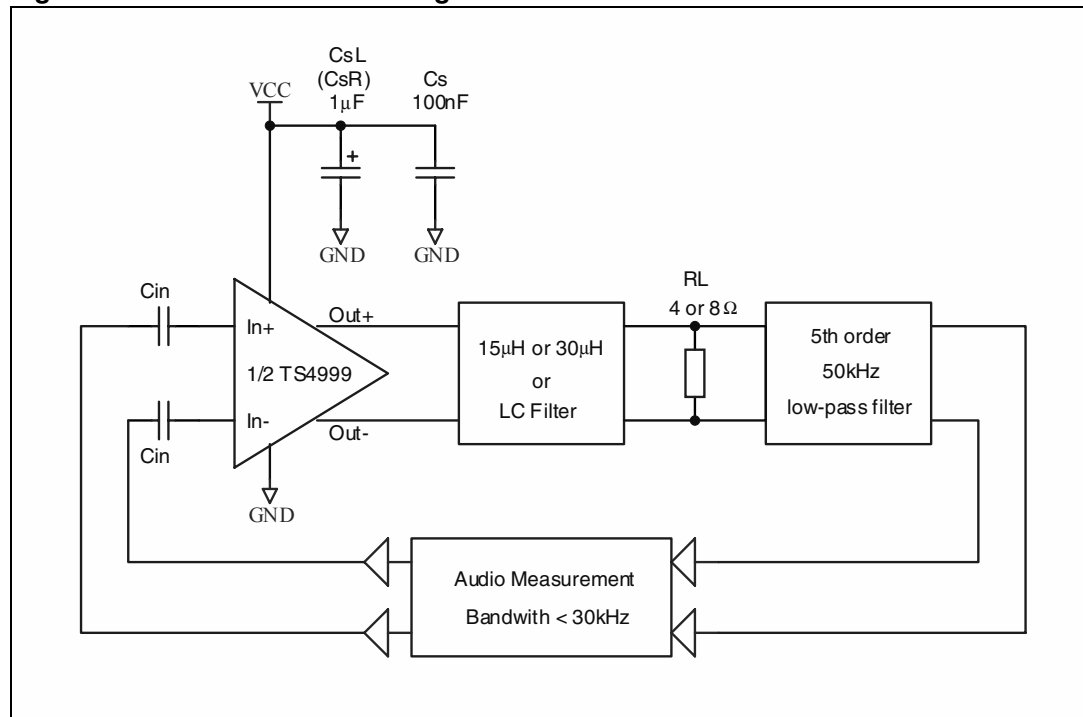 CsL
(CsR)
1µF
Cs
100nF
VCC
GND
GND
Cin
In+
Out+
1/2 TS4999
In-
Out-
Cin
GND
15µH or 30µH
or
LC Filter
RL
4 or 8Ω
5th order
50kHz
low-pass filter
Audio Measurement
Bandwith < 30kHz